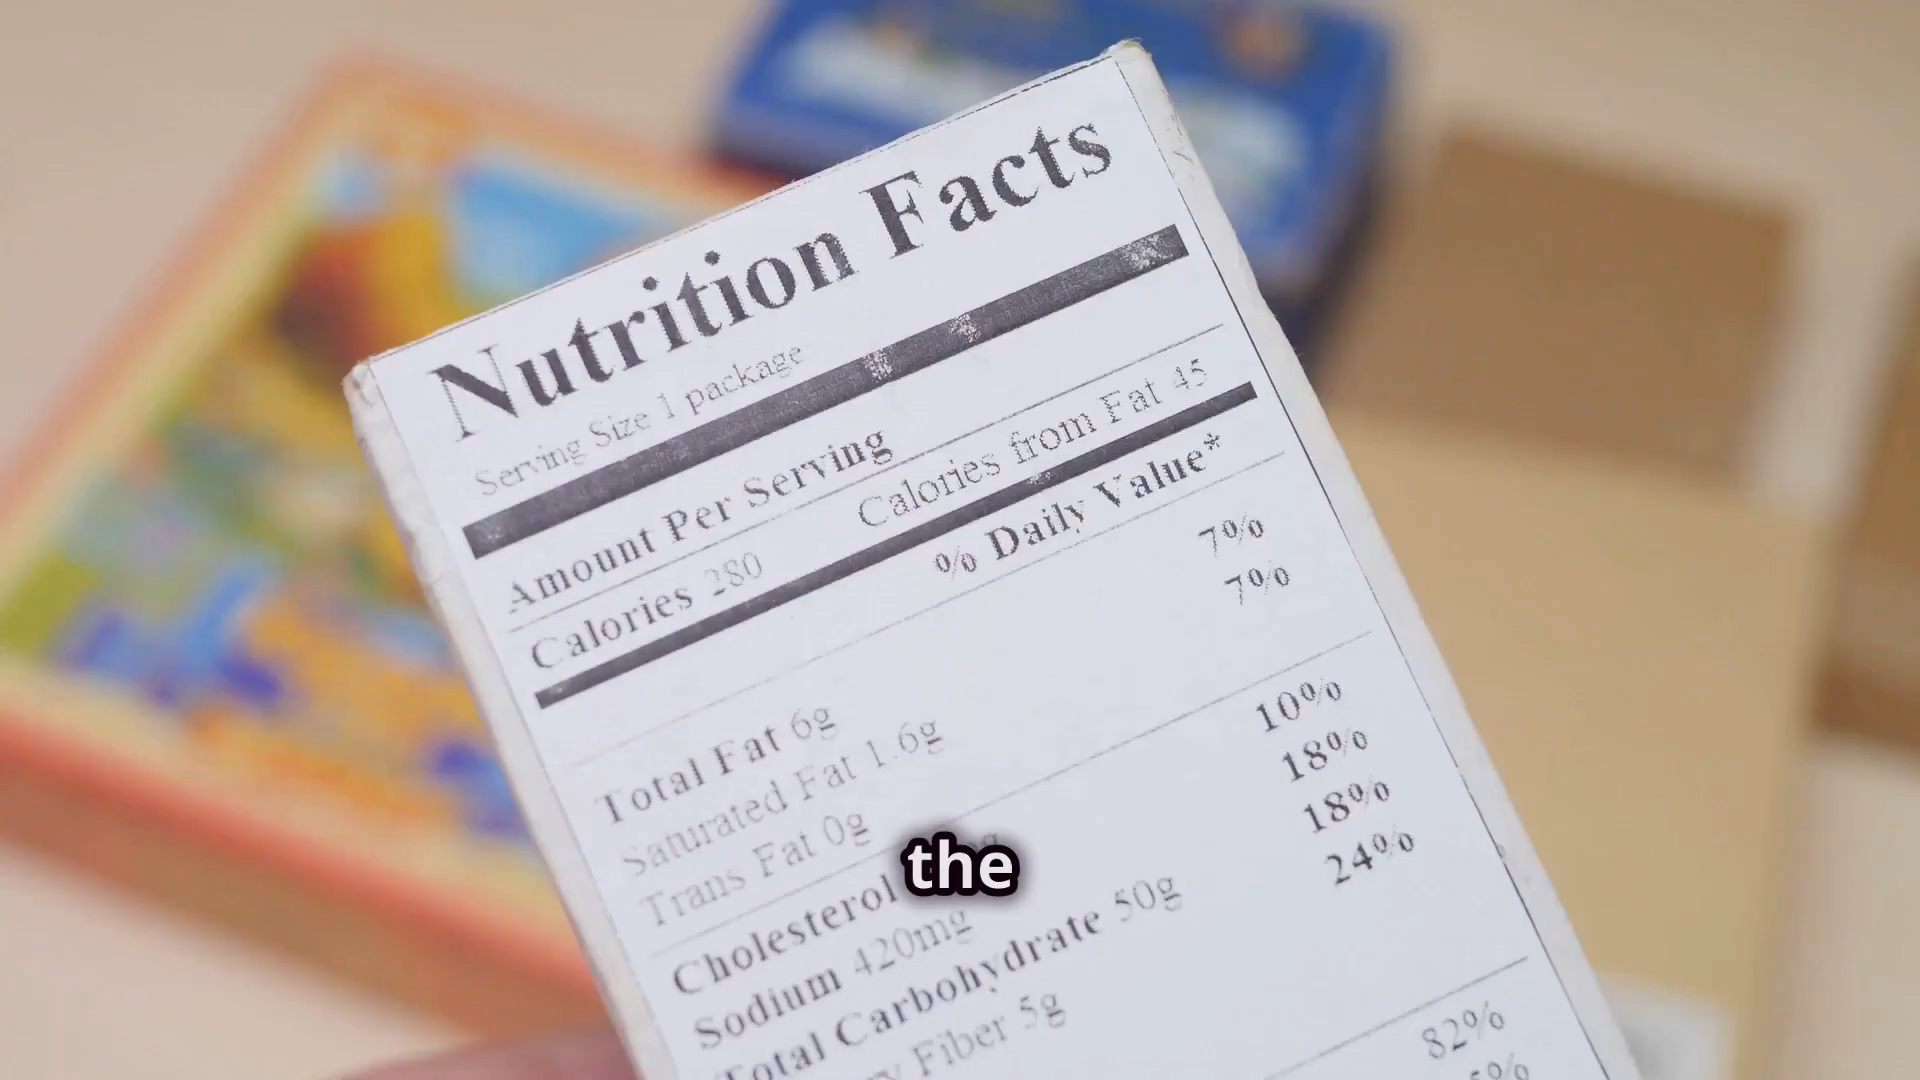 Nutrition Facts
Serving Size 1 package
Amount Per Serving
Calories 280 Calories from Fat 45
% Daily Value*
Total Fat 6g 7%
Saturated Fat 1.6g 7%
Trans Fat 0g
Cholesterol 10%
Sodium 420mg 18%
Total Carbohydrate 50g 18%
Fiber 5g 24%
82%
the